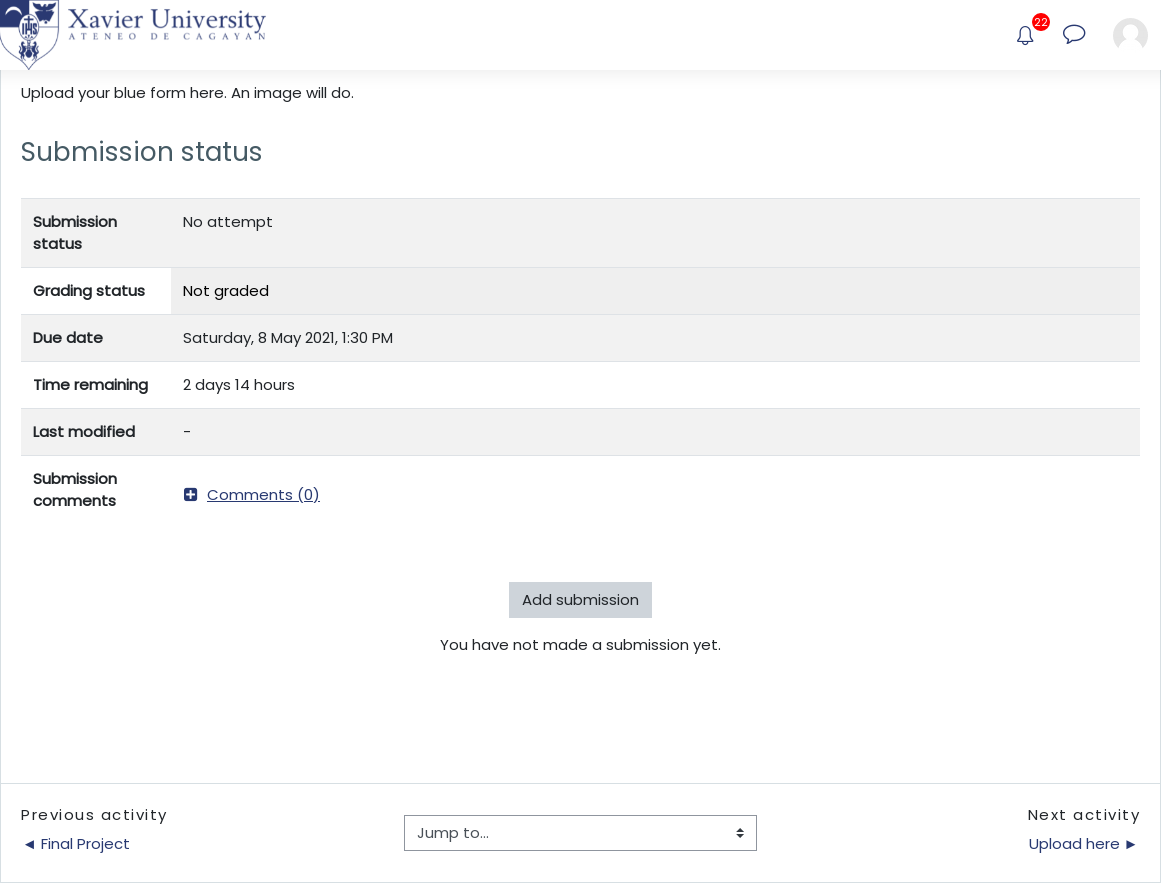 Xavier University
ATENEO DE CAGAYAN
22
Upload your blue form here. An image will do.
Submission status
Submission status
No attempt
Grading status
Not graded
Due date
Saturday, 8 May 2021, 1:30 PM
Time remaining
2 days 14 hours
Last modified
-
Submission comments
Comments (0)
Add submission
You have not made a submission yet.
Previous activity
◄ Final Project
Jump to...
Next activity
Upload here ►